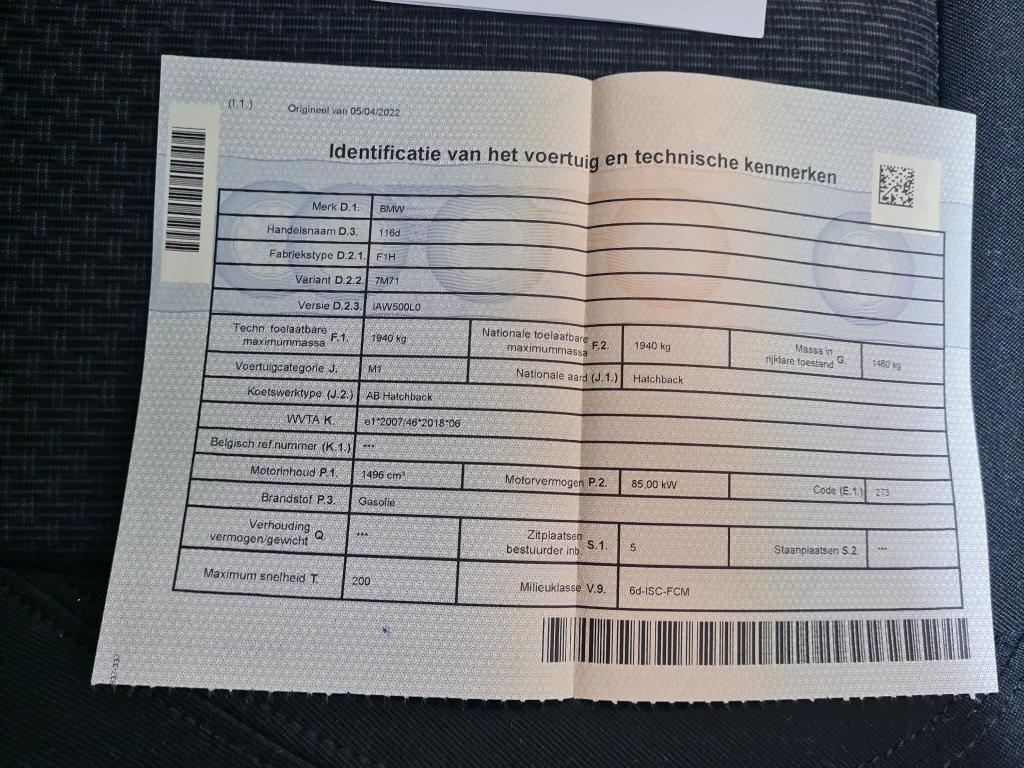 (I.1.) Origineel van 05/04/2022
Identificatie van het voertuig en technische kenmerken
Merk D.1. BMW
Handelsnaam D.3. 116d
Fabriekstype D.2.1. F1H
Variant D.2.2. 7M71
Versie D.2.3. IAW500L0
Techn. toelaatbare maximummassa F.1. 1940 kg Nationale toelaatbare maximummassa F.2. 1940 kg Massa in rijklare toestand G. 1460 kg
Voertuigcategorie J. M1 Nationale aard (J.1.) Hatchback
Koetswerktype (J.2.) AB Hatchback
WVTA K. e1*2007/46*2018*06
Belgisch ref.nummer (K.1.) ***
Motorinhoud P.1. 1496 cm³ Motorvermogen P.2. 85,00 kW Code (E.1.) 273
Brandstof P.3. Gasolie
Verhouding vermogen/gewicht Q. *** Zitplaatsen bestuurder inb. S.1. 5 Staanplaatsen S.2. ***
Maximum snelheid T. 200 Milieuklasse V.9. 6d-ISC-FCM